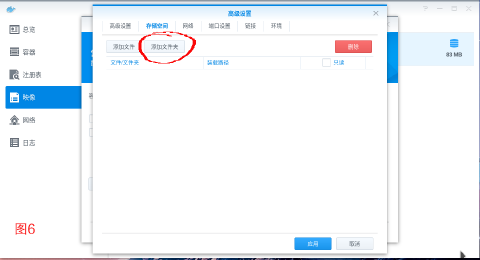 高级设置
高级设置 存储空间 网络 端口设置 链接 环境
总览
容器
注册表
映像
网络
日志
添加文件 添加文件夹 删除
文件/文件夹 装载路径 只读
83 MB
图6
应用 取消